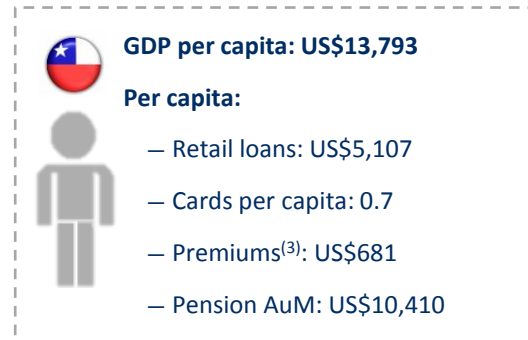 GDP per capita: US$13,793
Per capita:
— Retail loans: US$5,107
— Cards per capita: 0.7
— Premiums(3): US$681
— Pension AuM: US$10,410